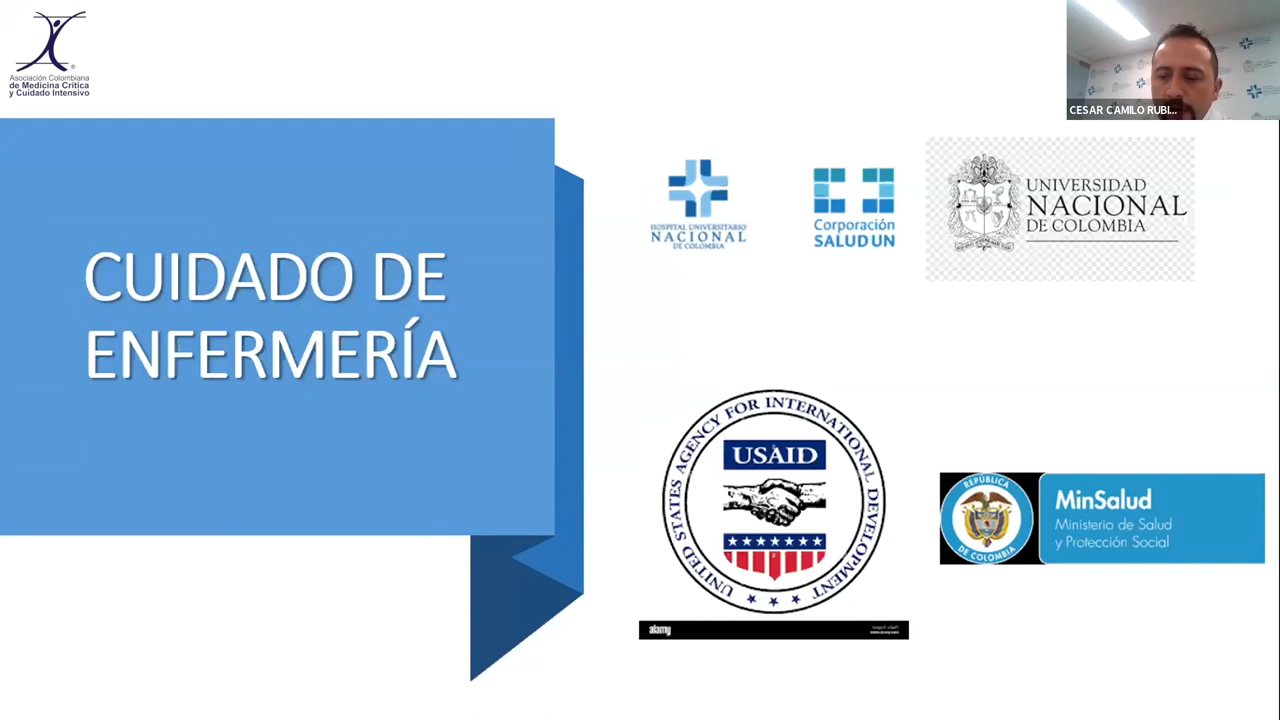 Asociación Colombiana
de Medicina Crítica
y Cuidado Intensivo
CESAR CAMILO RUBI...
CUIDADO DE
ENFERMERÍA
HOSPITAL UNIVERSITARIO
NACIONAL
DE COLOMBIA
Corporación
SALUD UN
UNIVERSIDAD
NACIONAL
DE COLOMBIA
UNITED STATES AGENCY FOR INTERNATIONAL DEVELOPMENT
USAID
REPÚBLICA
DE COLOMBIA
MinSalud
Ministerio de Salud
y Protección Social
alamy